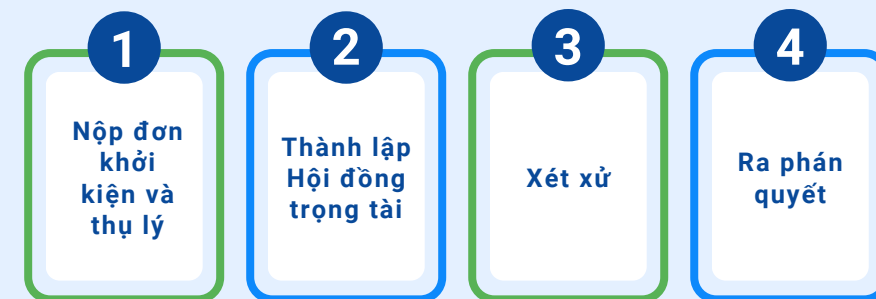 1
Nộp đơn
khởi
kiện và
thụ lý
2
Thành lập
Hội đồng
trọng tài
3
Xét xử
4
Ra phán
quyết